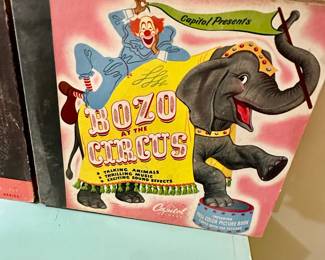 Capitol Presents
BOZO
AT THE
CIRCUS
★ TALKING ANIMALS
★ THRILLING MUSIC
★ EXCITING SOUND EFFECTS
Capitol